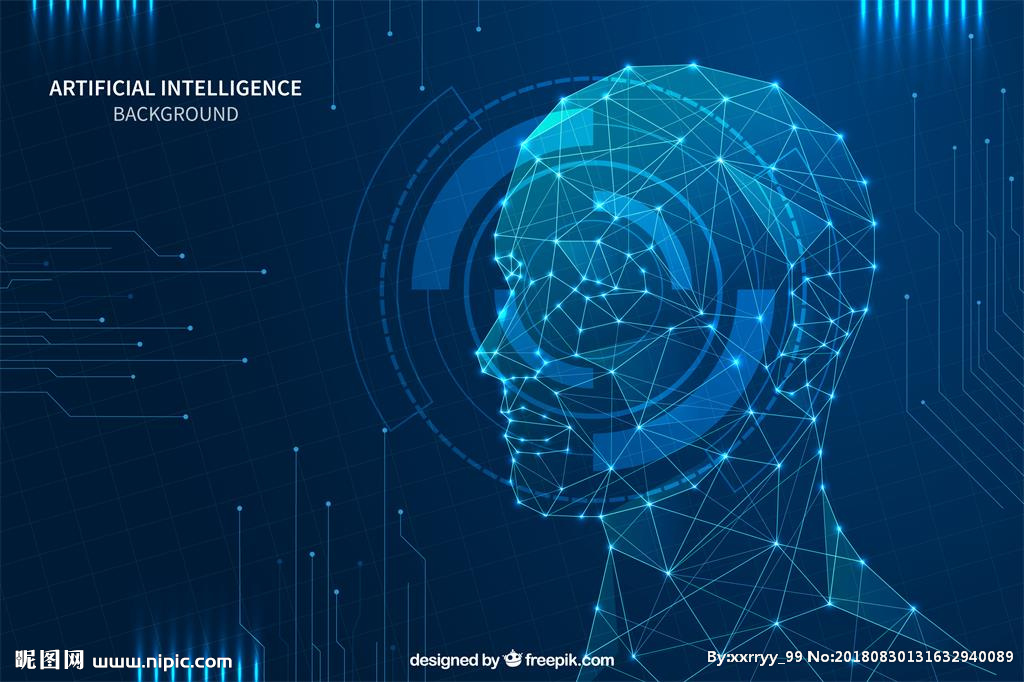 ARTIFICIAL INTELLIGENCE
BACKGROUND
昵图网 www.nipic.com
designed by freepik.com
By:xxrryy_99 No:20180830131632940089